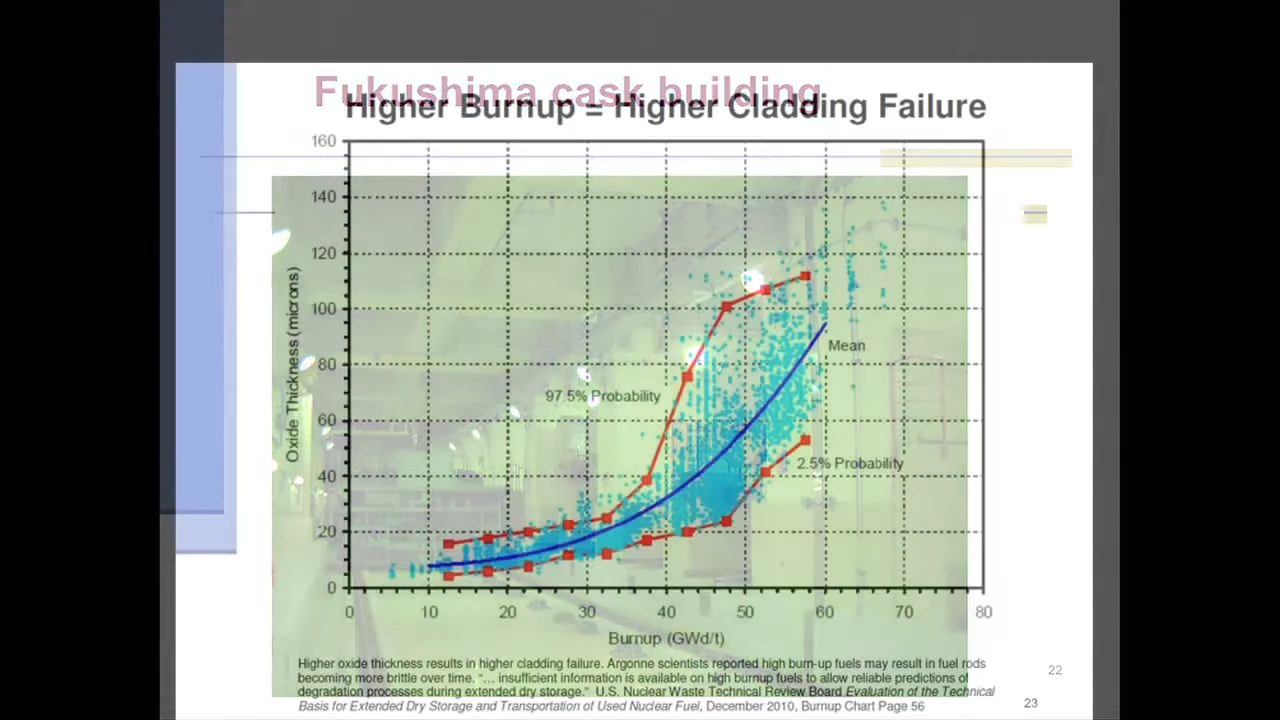 Fukushima cask building
Higher Burnup = Higher Cladding Failure
160
140
120
100
80
60
40
20
0
Oxide Thickness (microns)
97.5% Probability
Mean
2.5% Probability
0 10 20 30 40 50 60 70 80
Burnup (GWd/t)
Higher oxide thickness results in higher cladding failure. Argonne scientists reported high burn-up fuels may result in fuel rods
becoming more brittle over time. “… insufficient information is available on high burnup fuels to allow reliable predictions of
degradation processes during extended dry storage.” U.S. Nuclear Waste Technical Review Board Evaluation of the Technical
Basis for Extended Dry Storage and Transportation of Used Nuclear Fuel, December 2010, Burnup Chart Page 56
22
23